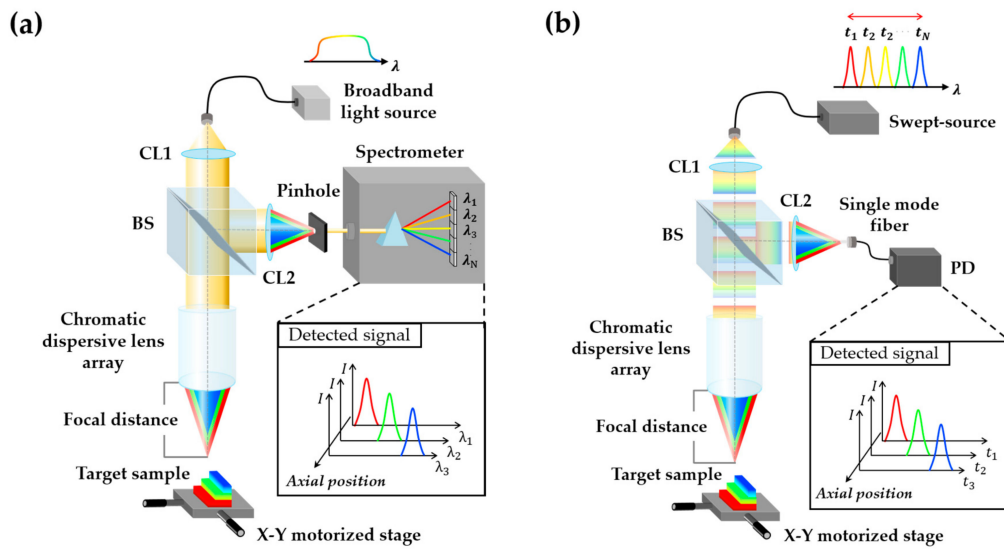 (a)
λ
Broadband
light source
CL1
Spectrometer
Pinhole
λ1
λ2
λ3
λN
BS
CL2
Chromatic
dispersive lens
array
Detected signal
I
I
I
λ1
λ2
λ3
Axial position
Focal distance
Target sample
X-Y motorized stage
(b)
t1 t2 t2 ... tN
λ
Swept-source
CL1
CL2
Single mode
fiber
BS
PD
Chromatic
dispersive lens
array
Detected signal
I
I
I
t1
t2
t3
Axial position
Focal distance
Target sample
X-Y motorized stage